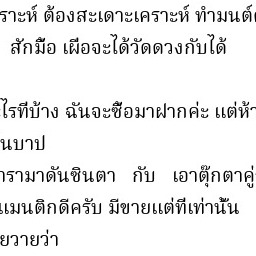 ราะห์ ต้องสะเดาะเคราะห์ ทำมนต์
สักมือ เผือจะได้วัดดวงกับได้
ไรทีบ้าง ฉันจะซือมาฝากค่ะ แต่ห้า
นบาป
ารามาดันซินตา กับ เอาตุ๊กตาคู่
แมนติกดีครับ มีขายแต่ทีเท่านั้น
ยวายว่า